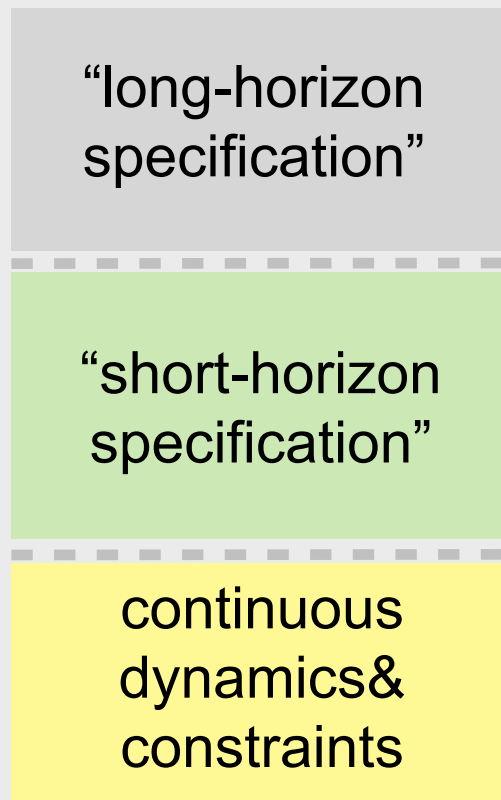 “long-horizon
specification”
“short-horizon
specification”
continuous
dynamics&
constraints